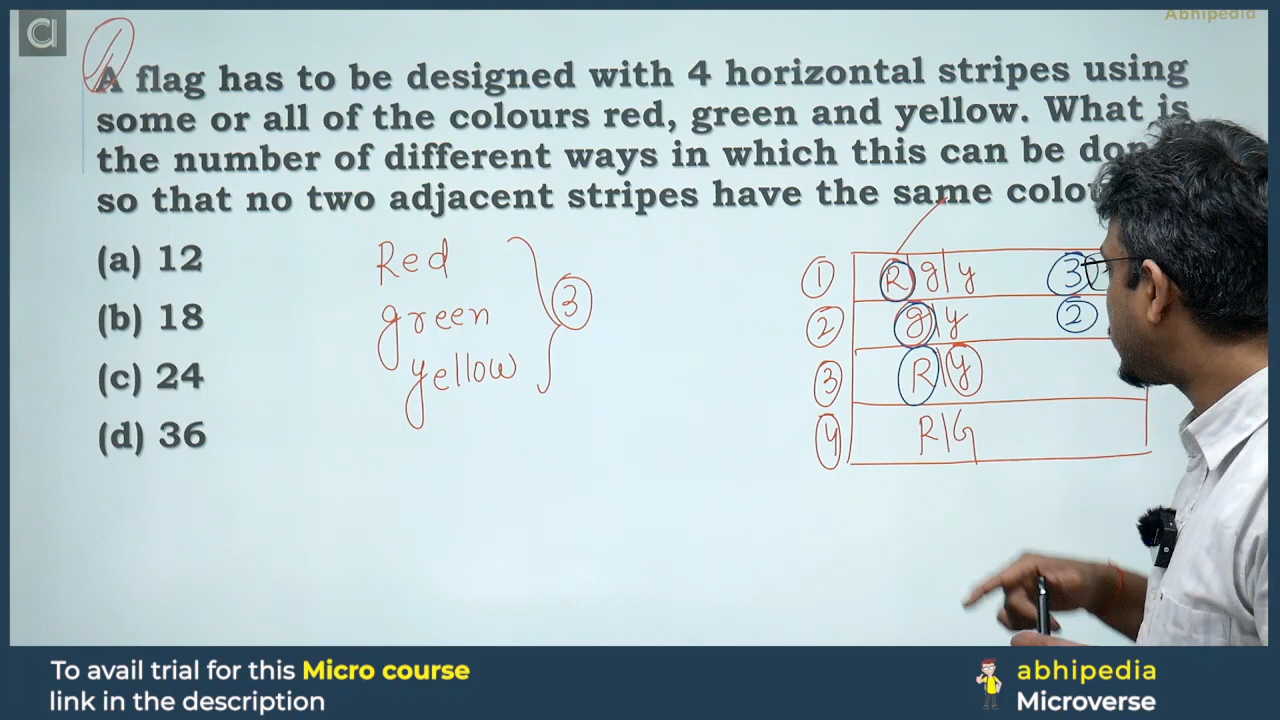 Abhipedia
A flag has to be designed with 4 horizontal stripes using
some or all of the colours red, green and yellow. What is
the number of different ways in which this can be
so that no two adjacent stripes have the same
(a) 12
(b) 18
(c) 24
(d) 36
Red
green
yellow
3
1 R g y 3
2 g y 2
3 R y
4 R G
To avail trial for this Micro course
link in the description
abhipedia
Microverse